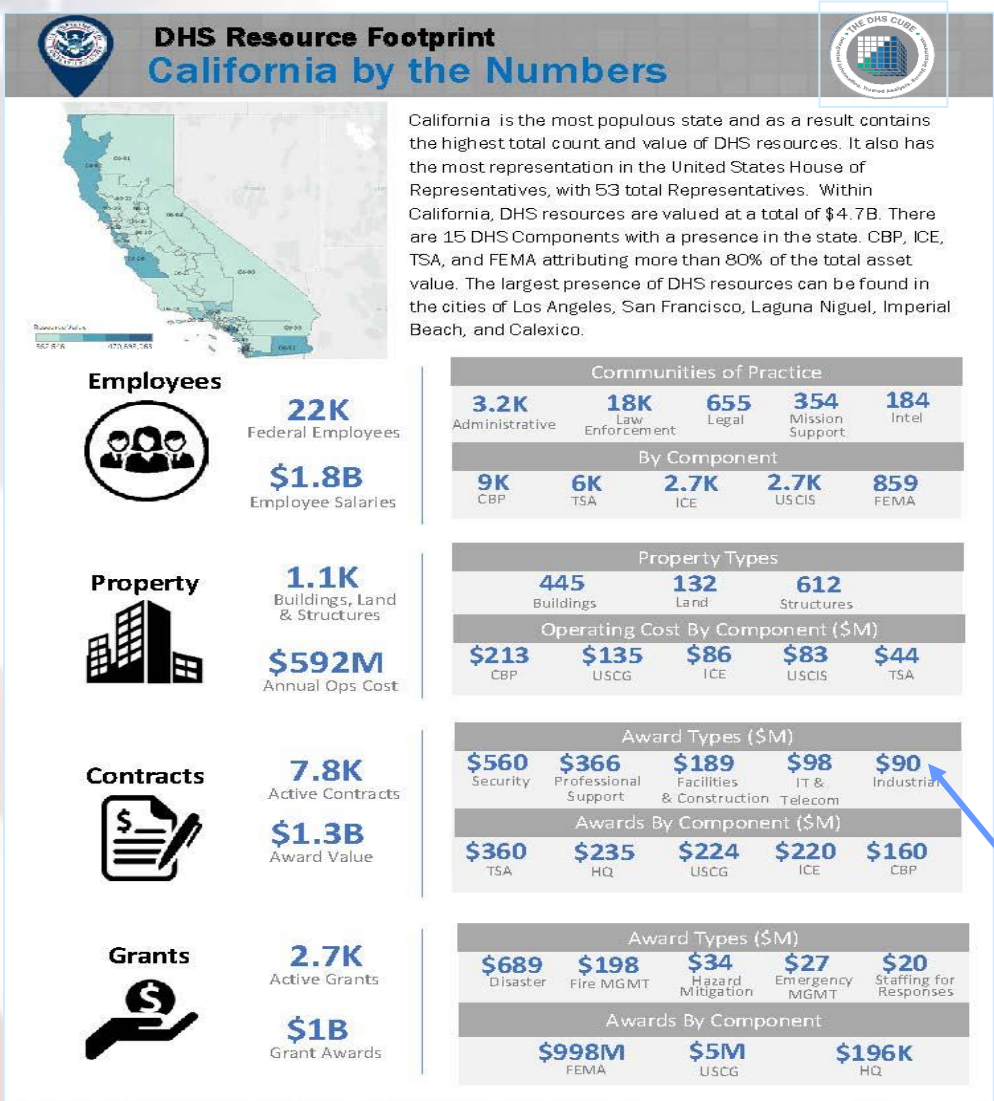 DHS Resource Footprint
California by the Numbers
THE DHS CUBE
California is the most populous state and as a result contains
the highest total count and value of DHS resources. It also has
the most representation in the United States House of
Representatives, with 53 total Representatives. Within
California, DHS resources are valued at a total of $4.7B. There
are 15 DHS Components with a presence in the state. CBP, ICE,
TSA, and FEMA attributing more than 80% of the total asset
value. The largest presence of DHS resources can be found in
the cities of Los Angeles, San Francisco, Laguna Niguel, Imperial
Beach, and Calexico.
Resource Value
Employees
22K
Federal Employees
$1.8B
Employee Salaries
Communities of Practice
3.2K 18K 655 354 184
Administrative Law Enforcement Legal Mission Support Intel
By Component
9K 6K 2.7K 2.7K 859
CBP TSA ICE USCIS FEMA
Property
1.1K
Buildings, Land
& Structures
$592M
Annual Ops Cost
Property Types
445 132 612
Buildings Land Structures
Operating Cost By Component ($M)
$213 $135 $86 $83 $44
CBP USCG ICE USCIS TSA
Contracts
7.8K
Active Contracts
$1.3B
Award Value
Award Types ($M)
$560 $366 $189 $98 $90
Security Professional Facilities IT & Industrial
Support & Construction Telecom
Awards By Component ($M)
$360 $235 $224 $220 $160
TSA HQ USCG ICE CBP
Grants
2.7K
Active Grants
$1B
Grant Awards
Award Types ($M)
$689 $198 $34 $27 $20
Disaster Fire MGMT Hazard Emergency Staffing for
Mitigation MGMT Responses
Awards By Component
$998M $5M $196K
FEMA USCG HQ